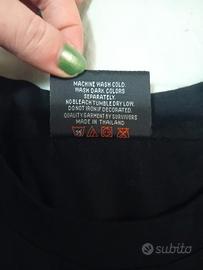 MACHINE WASH COLD.
WASH DARK COLORS
SEPARATELY.
NO BLEACH TUMBLE DRY LOW.
DO NOT IRON IF DECORATED.
QUALITY GARMENT BY SURVIVORS
MADE IN THAILAND
subito